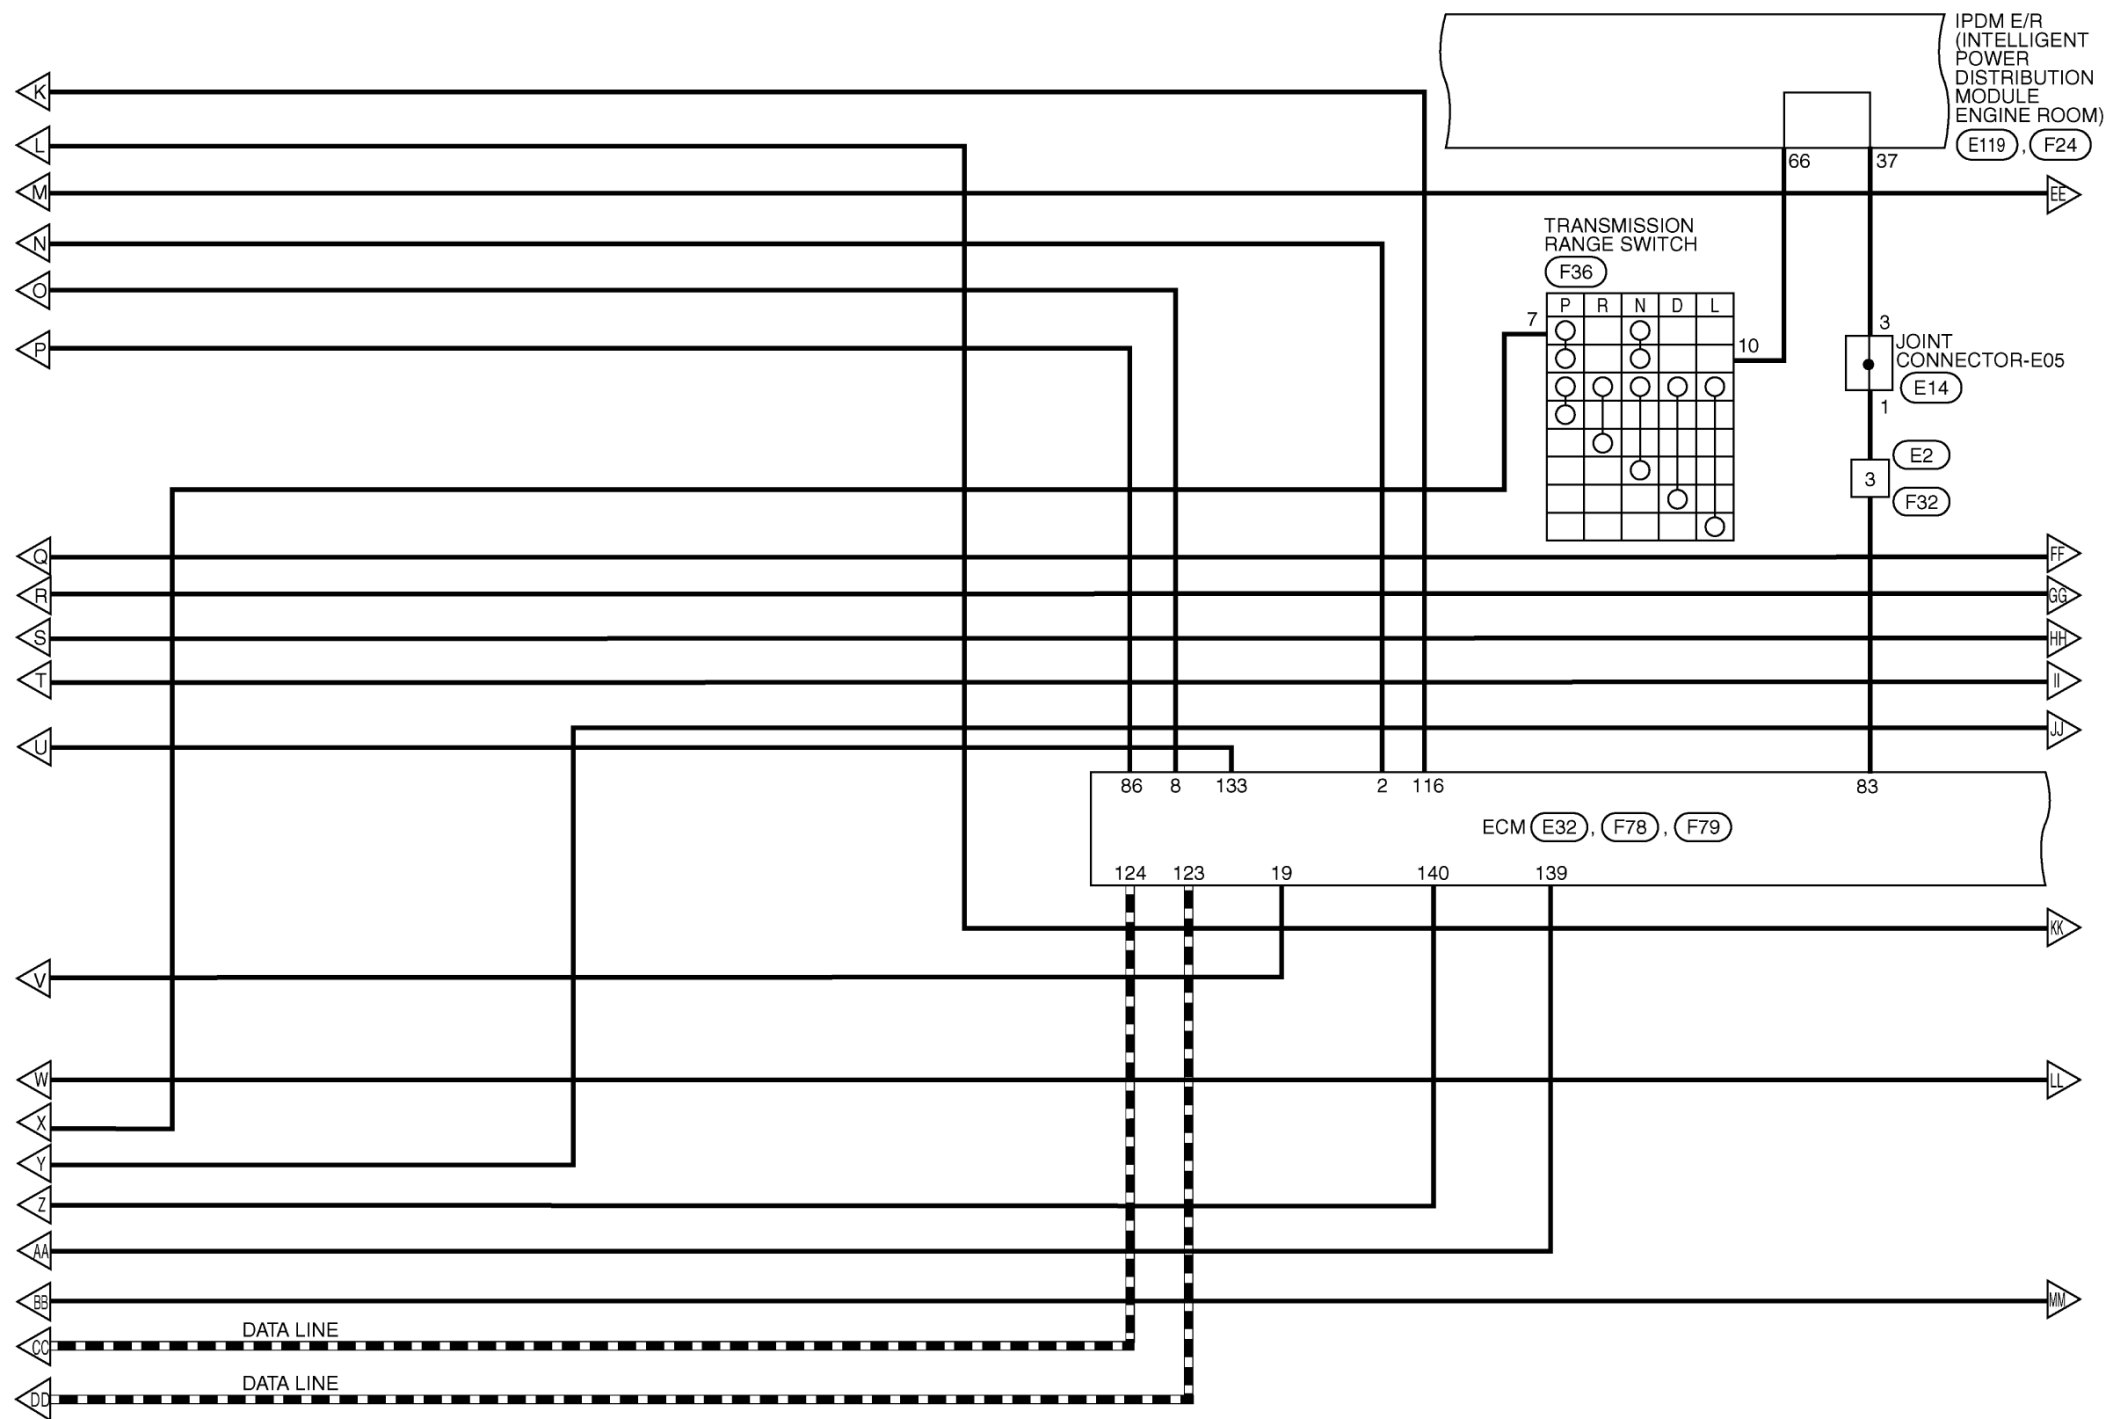 IPDM E/R
(INTELLIGENT
POWER
DISTRIBUTION
MODULE
ENGINE ROOM)
E119 , F24
K
L
66
37
M
EE
TRANSMISSION
RANGE SWITCH
N
F36
O
P R N D L
7
3
10
JOINT
CONNECTOR-E05
P
E14
1
E2
3
F32
Q
FF
R
GG
S
HH
T
II
JJ
U
86 8 133 2 116 83
ECM E32 , F78 , F79
124 123 19 140 139
KK
V
W
LL
X
Y
Z
AA
BB
MM
DATA LINE
CC
DATA LINE
DD